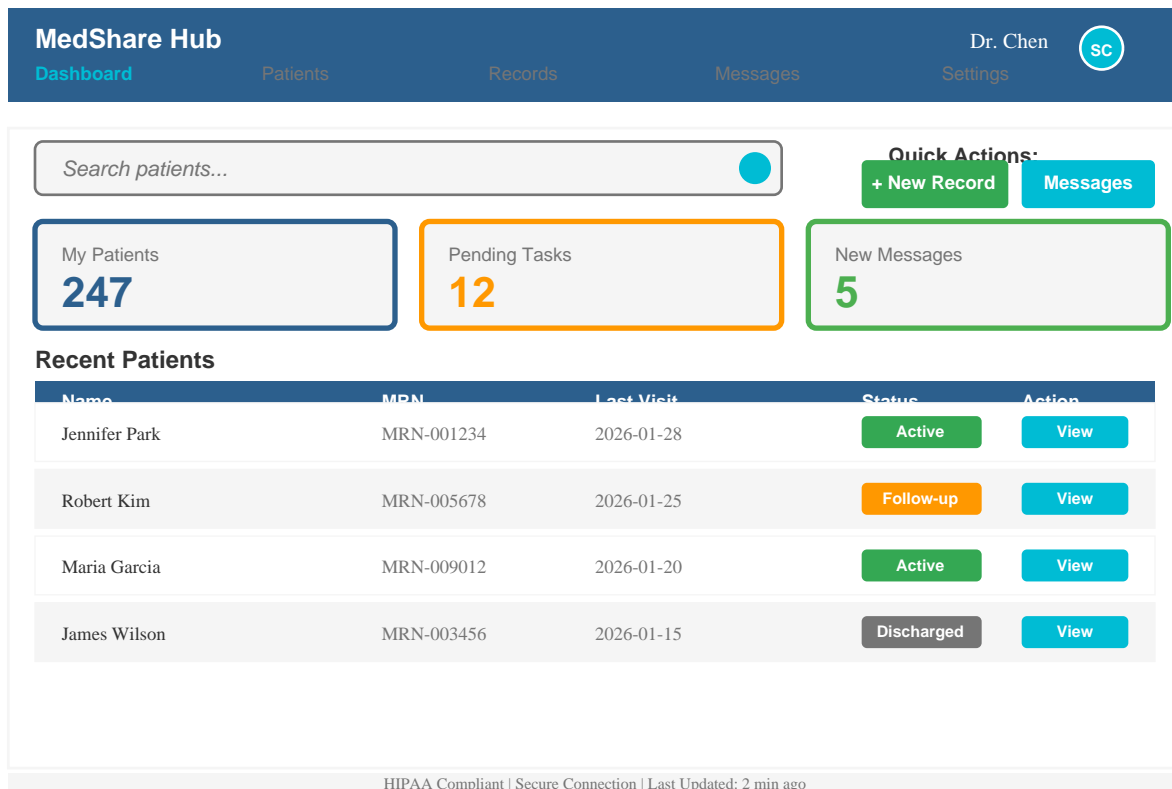 MedShare Hub
Dr. Chen
SC
Dashboard Patients Records Messages Settings
Search patients...
Quick Actions:
+ New Record Messages
My Patients Pending Tasks New Messages
247 12 5
Recent Patients
Name MRN Last Visit Status Action
Jennifer Park MRN-001234 2026-01-28 Active View
Robert Kim MRN-005678 2026-01-25 Follow-up View
Maria Garcia MRN-009012 2026-01-20 Active View
James Wilson MRN-003456 2026-01-15 Discharged View
HIPAA Compliant | Secure Connection | Last Updated: 2 min ago